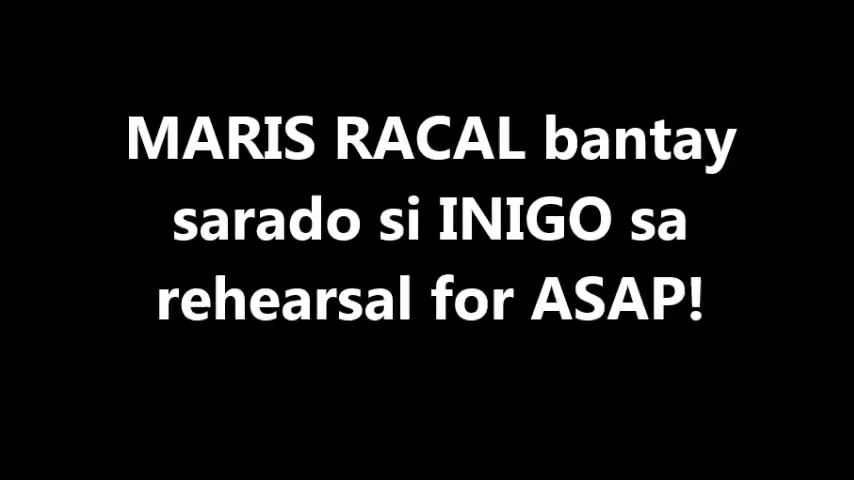 MARIS RACAL bantay
sarado si INIGO sa
rehearsal for ASAP!